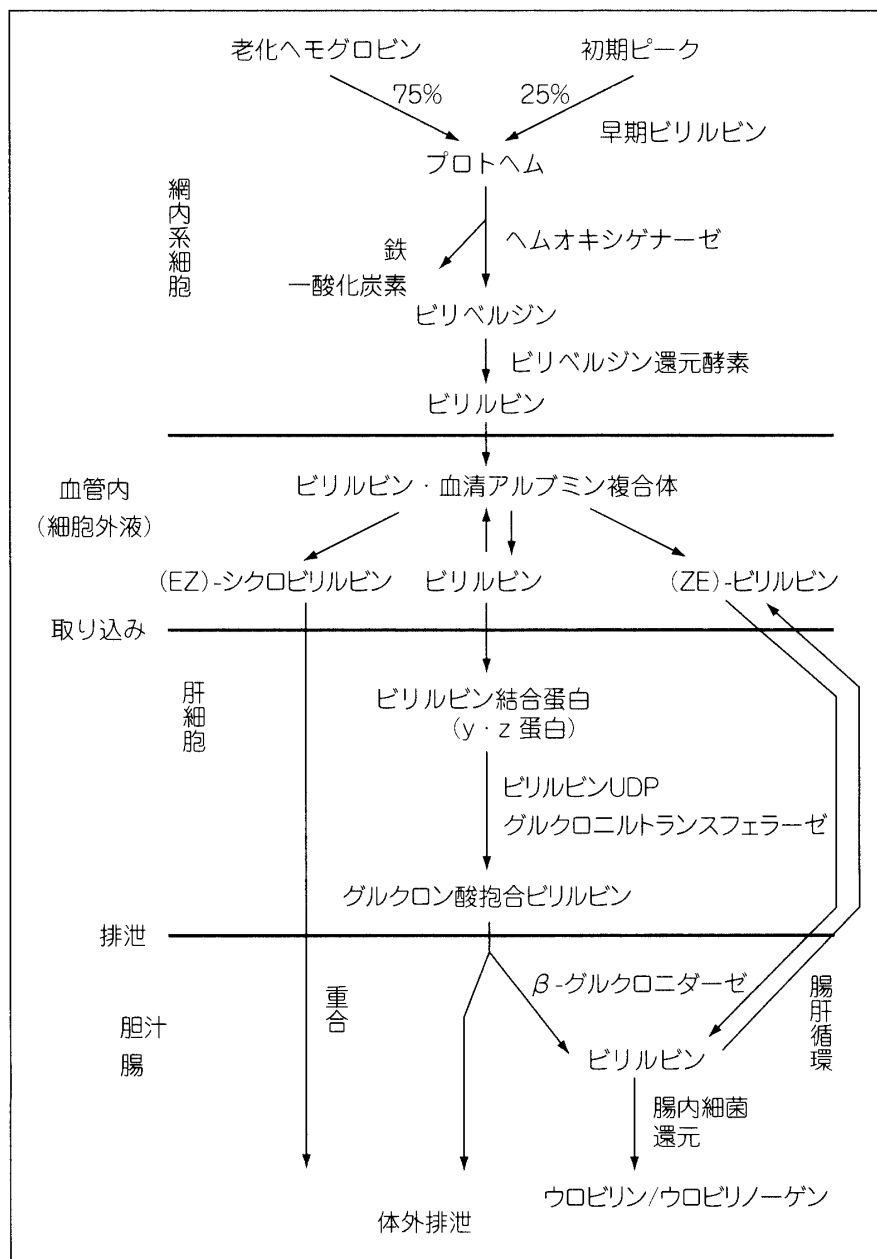 老化ヘモグロビン
初期ピーク
75%
25%
早期ビリルビン
プロトヘム
網内系細胞
鉄
一酸化炭素
ヘムオキシゲナーゼ
ビリベルジン
ビリベルジン還元酵素
ビリルビン
血管内
(細胞外液)
ビリルビン・血清アルブミン複合体
(EZ)-シクロビリルビン
ビリルビン
(ZE)-ビリルビン
取り込み
肝細胞
ビリルビン結合蛋白
(y・z 蛋白)
ビリルビンUDP
グルクロニルトランスフェラーゼ
グルクロン酸抱合ビリルビン
排泄
胆汁
腸
重合
β-グルクロニダーゼ
腸肝循環
ビリルビン
腸内細菌
還元
体外排泄
ウロビリン/ウロビリノーゲン